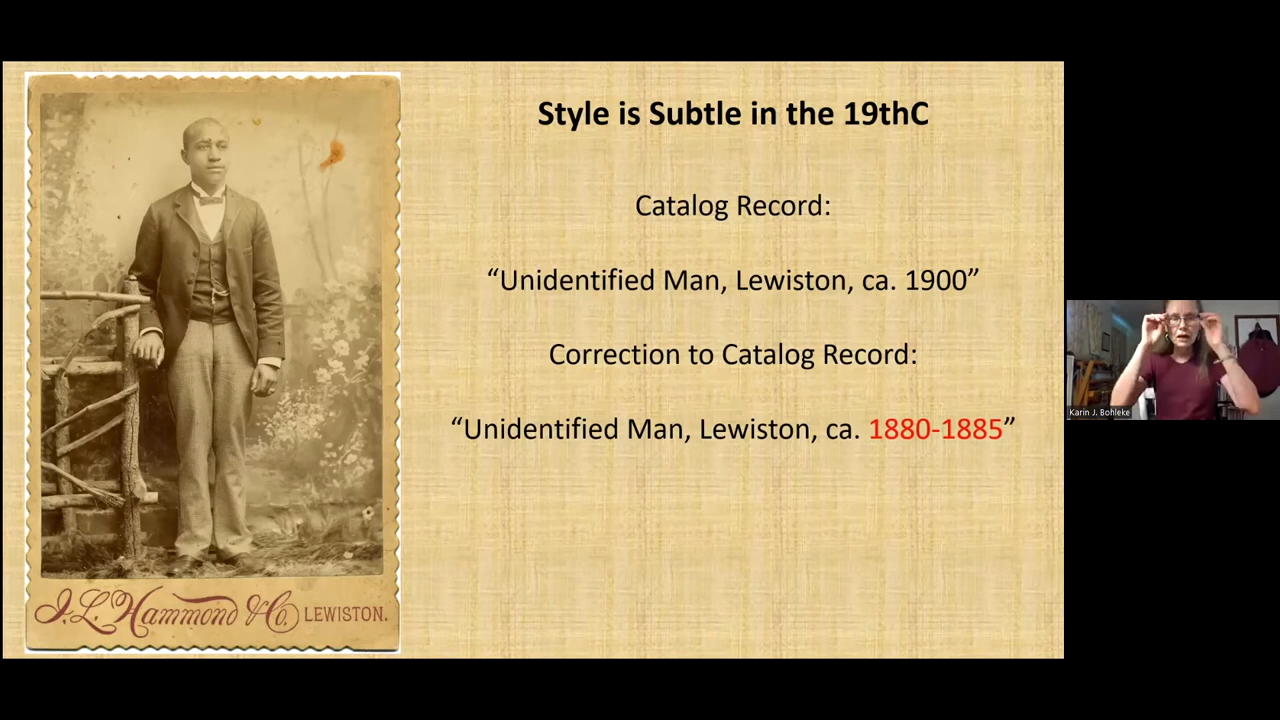 Style is Subtle in the 19thC
Catalog Record:
“Unidentified Man, Lewiston, ca. 1900”
Correction to Catalog Record:
“Unidentified Man, Lewiston, ca. 1880-1885”
J.L. Hammond & Co. LEWISTON.
Karin J. Bohleke